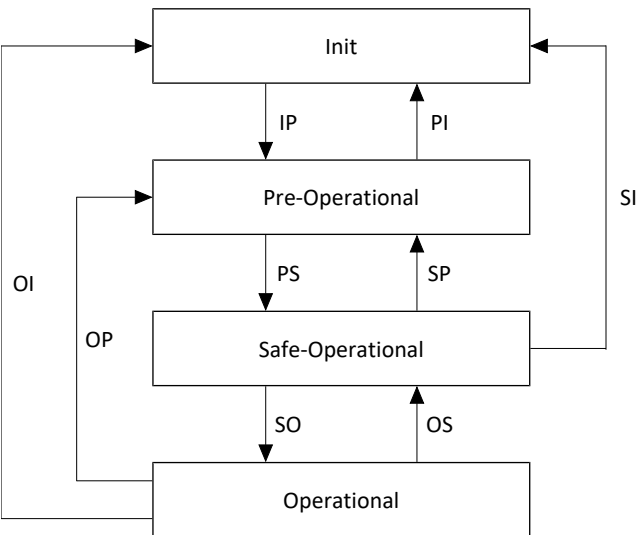 Init
IP
PI
Pre-Operational
SI
PS
SP
OI
OP
Safe-Operational
SO
OS
Operational